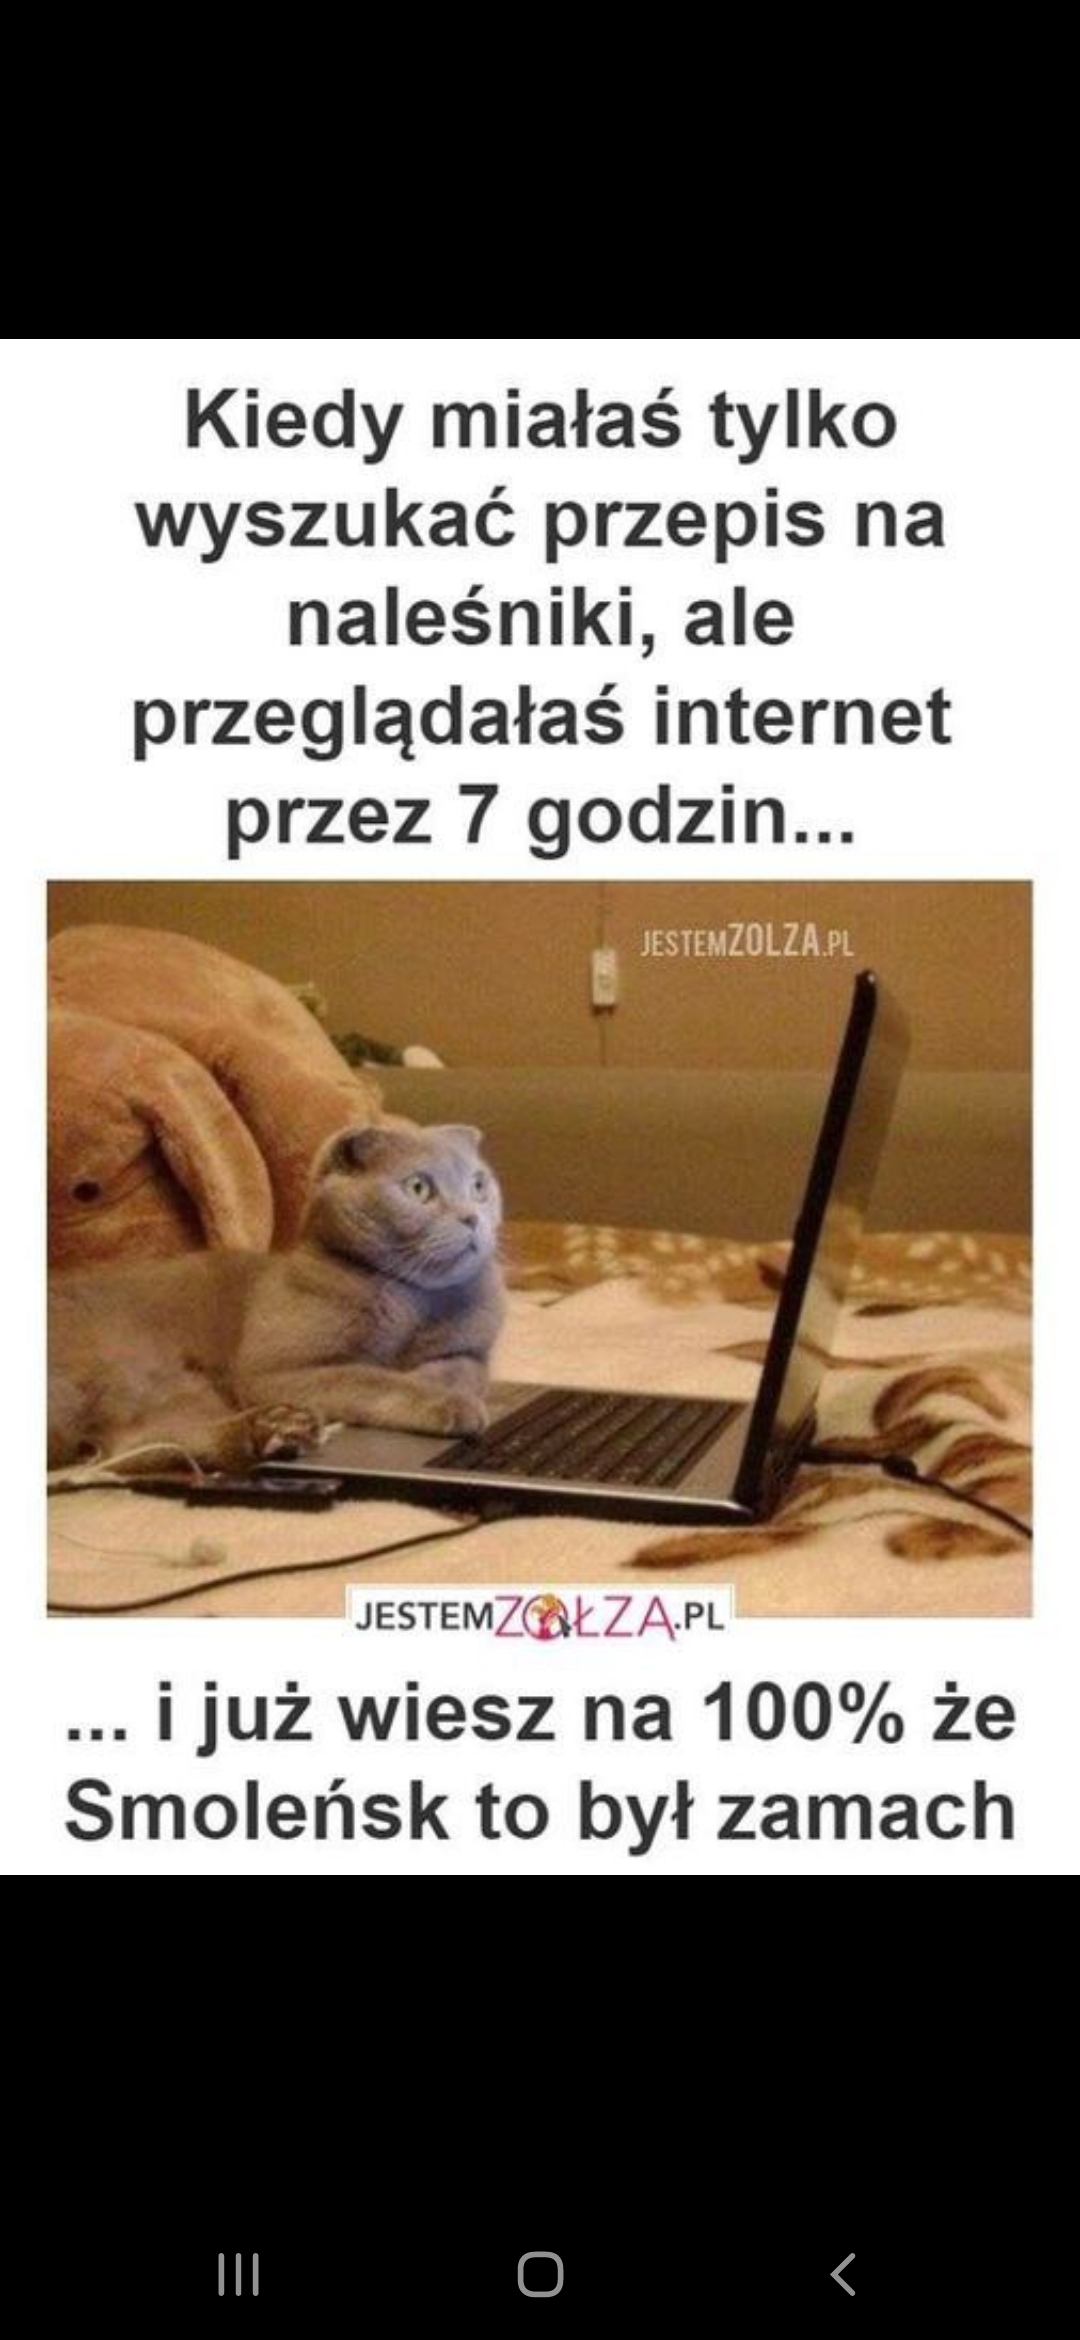 Kiedy miałaś tylko
wyszukać przepis na
naleśniki, ale
przeglądałaś internet
przez 7 godzin...
JESTEMZOLZA.PL
JESTEMZOŁZA.PL
... i już wiesz na 100% że
Smoleńsk to był zamach